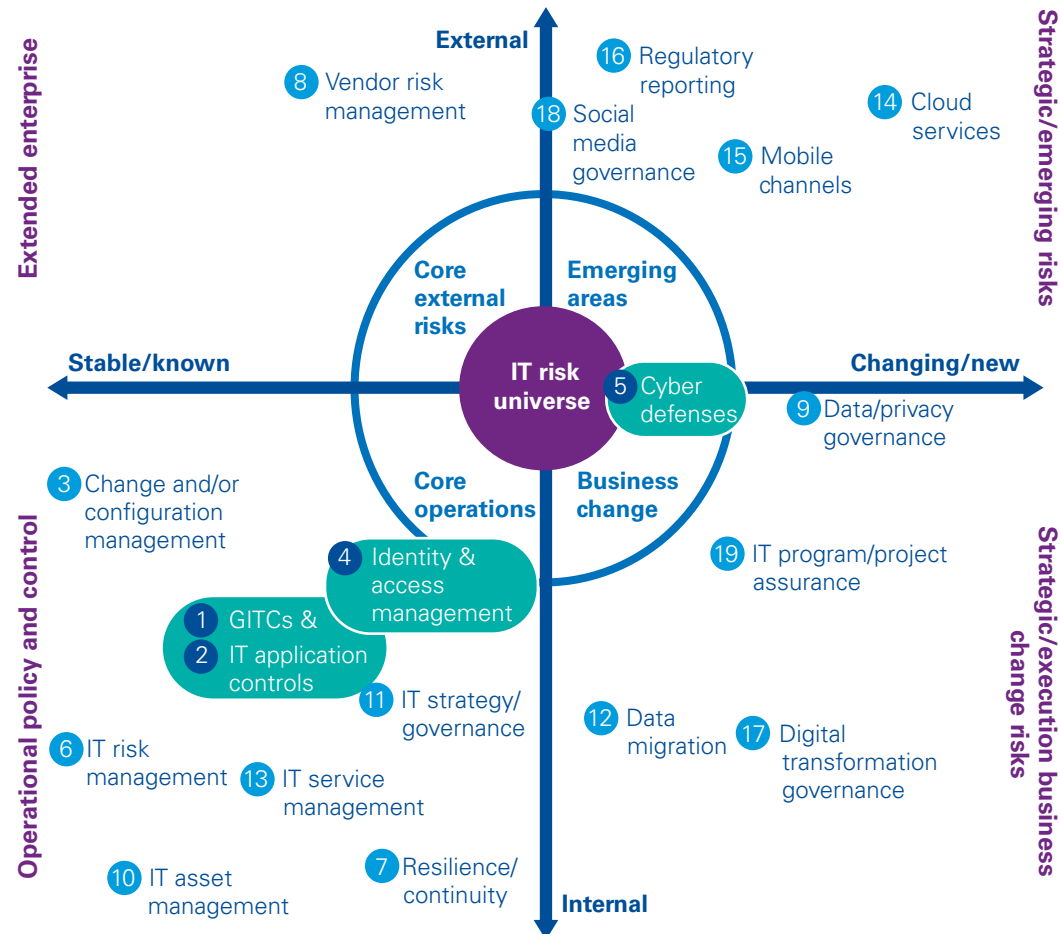 External
Extended enterprise
Strategic/emerging risks
8 Vendor risk
management
16 Regulatory
reporting
14 Cloud
services
18 Social
media
governance
15 Mobile
channels
Core
external
risks
Emerging
areas
Stable/known
Changing/new
IT risk
universe
5 Cyber
defenses
9 Data/privacy
governance
Core
operations
Business
change
3 Change and/or
configuration
management
Operational policy and control
Strategic/execution business
change risks
4 Identity &
access
management
19 IT program/project
assurance
1 GITCs &
2 IT application
controls
11 IT strategy/
governance
12 Data
migration
17 Digital
transformation
governance
6 IT risk
management
13 IT service
management
10 IT asset
management
7 Resilience/
continuity
Internal